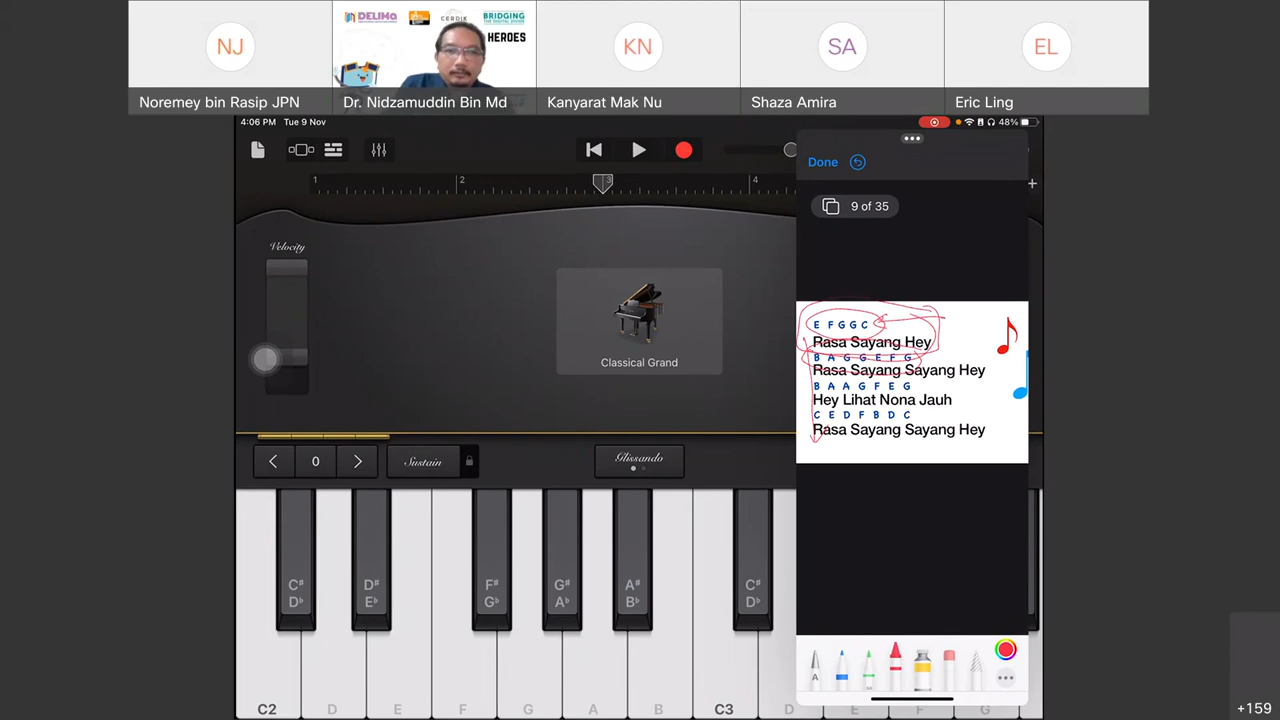 NJ
DELIMa
CERDIK
BRIDGING
THE DIGITAL DIVIDE
HEROES
KN
SA
EL
Noremey bin Rasip JPN
Dr. Nidzamuddin Bin Md
Kanyarat Mak Nu
Shaza Amira
Eric Ling
4:06 PM Tue 9 Nov
48%
1
2
3
4
+
Done
9 of 35
Velocity
Classical Grand
E F G G C
Rasa Sayang Hey
B A G G E F G
Rasa Sayang Sayang Hey
B A A G F E G
Hey Lihat Nona Jauh
C E D F B D C
Rasa Sayang Sayang Hey
0
Sustain
Glissando
C♯
D♭
D♯
E♭
F♯
G♭
G♯
A♭
A♯
B♭
C♯
D♭
A
C2
D
E
F
G
A
B
C3
D
E
F
G
+159